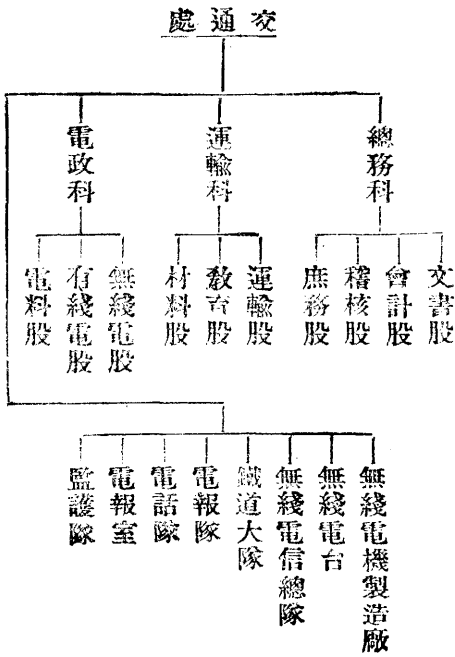 交通處
總務科
運輸科
電政科
文書股
會計股
稽核股
庶務股
運輸股
教育股
材料股
無綫電股
有綫電股
電料股
無綫電機製造廠
無綫電台
無綫電信總隊
鐵道大隊
電報隊
電話隊
電報室
監護隊